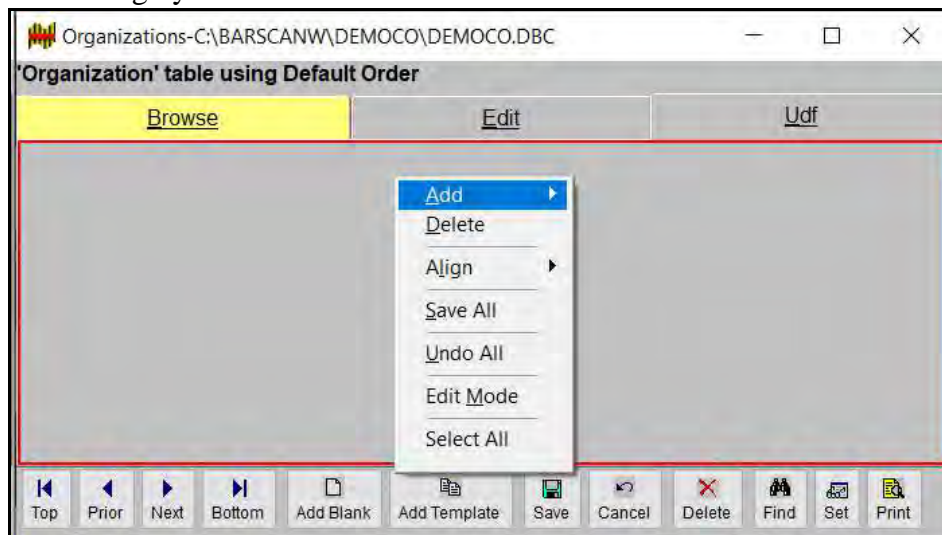 Organizations-C:\BARSCANW\DEMOCO\DEMOCO.DBC
'Organization' table using Default Order
Browse Edit Udf
Add
Delete
Align
Save All
Undo All
Edit Mode
Select All
Top Prior Next Bottom Add Blank Add Template Save Cancel Delete Find Set Print